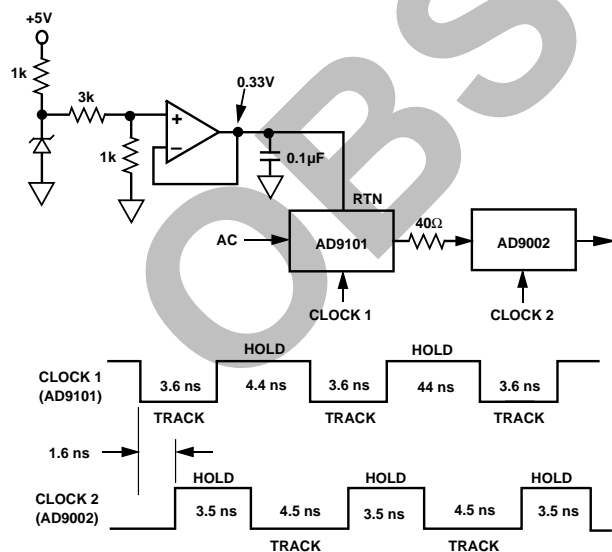 +5V
1k
3k
0.33V
1k
+
–
0.1µF
RTN
AC
AD9101
40Ω
AD9002
CLOCK 1
CLOCK 2
HOLD
HOLD
CLOCK 1
(AD9101)
3.6 ns
4.4 ns
3.6 ns
44 ns
3.6 ns
TRACK
TRACK
TRACK
1.6 ns
HOLD
HOLD
HOLD
CLOCK 2
(AD9002)
3.5 ns
4.5 ns
3.5 ns
4.5 ns
3.5 ns
TRACK
TRACK
OBS